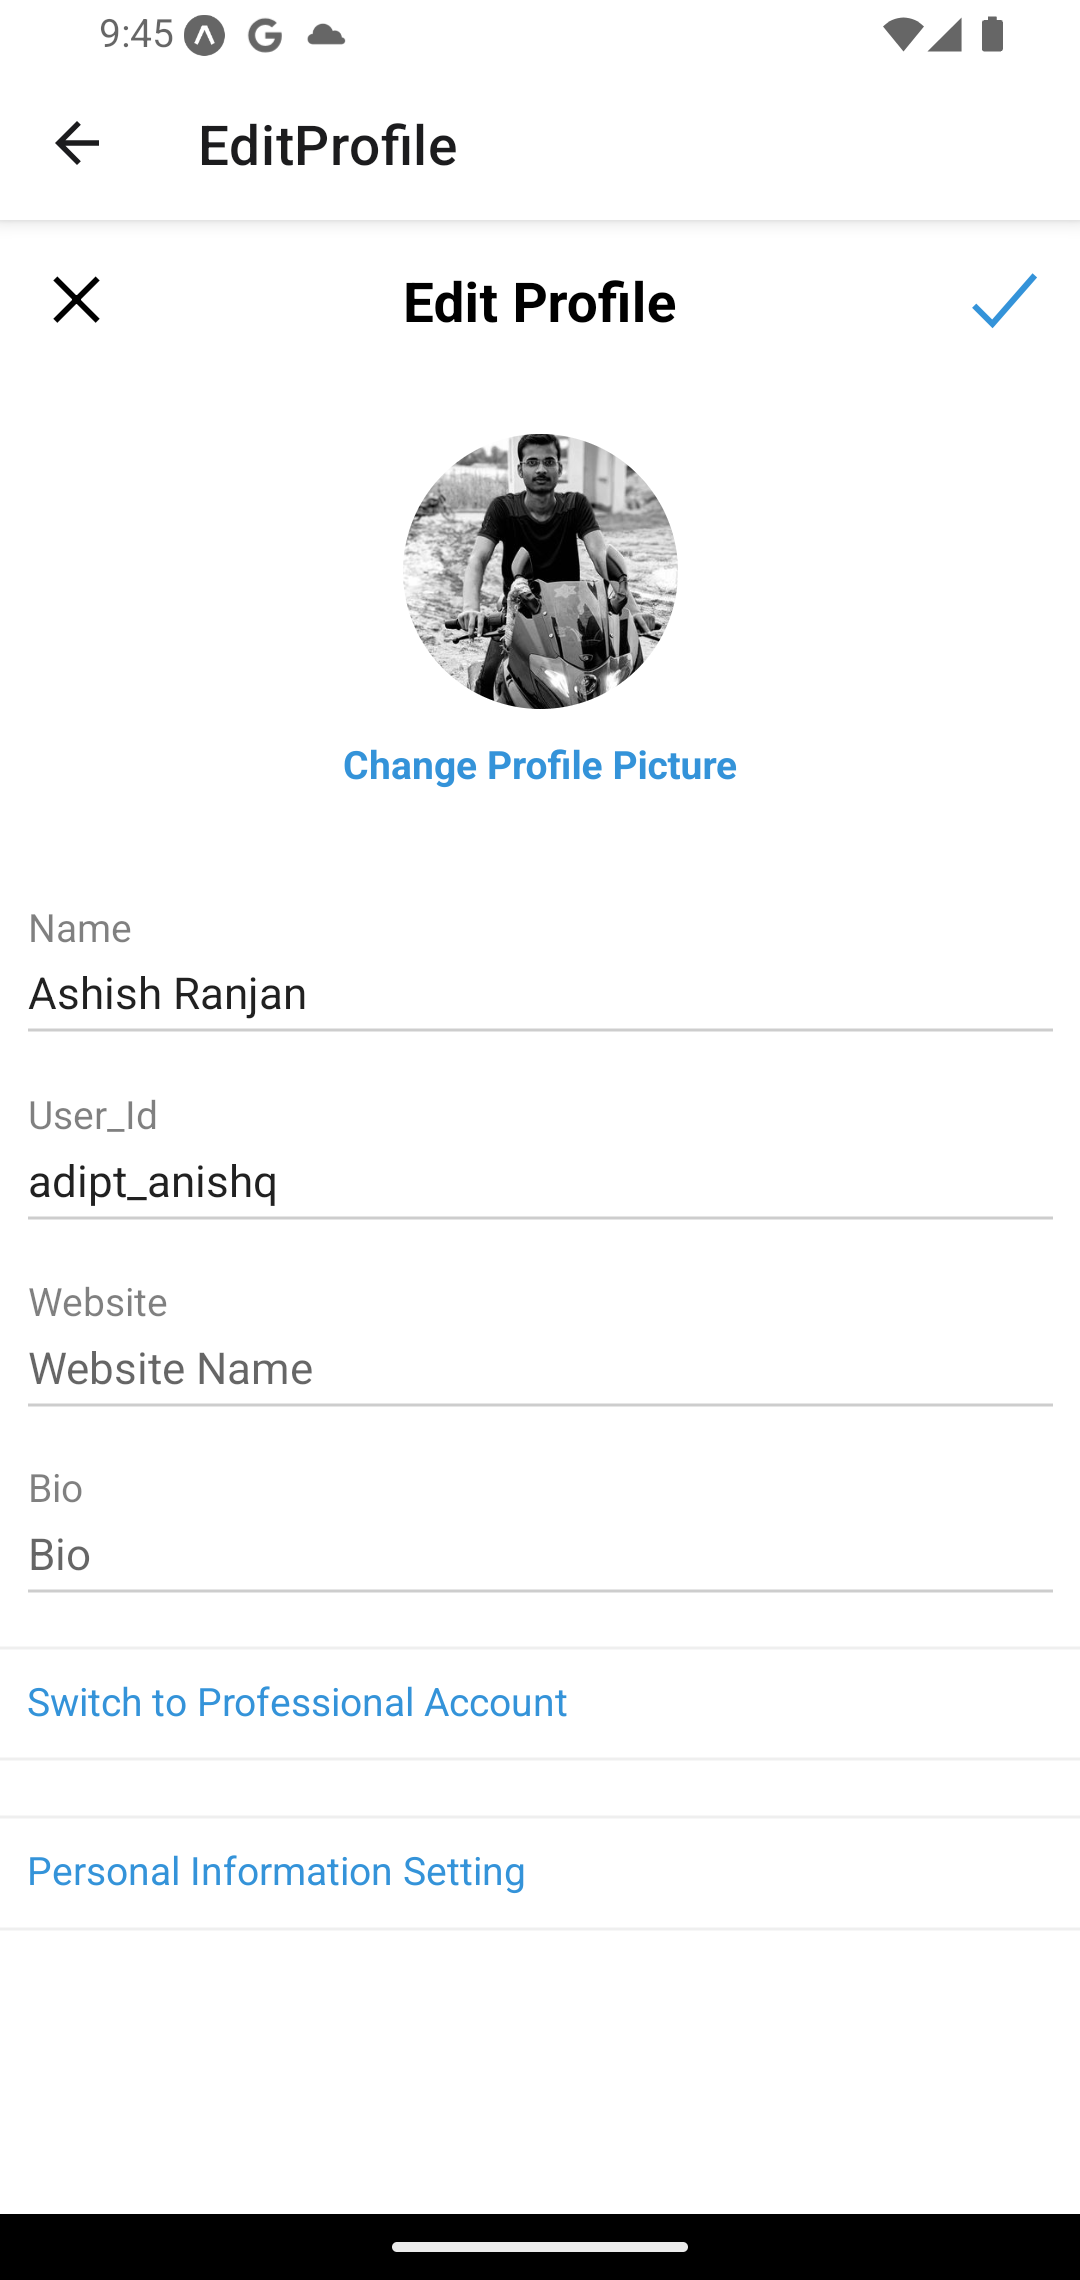 9:45
EditProfile
Edit Profile
Change Profile Picture
Name
Ashish Ranjan
User_Id
adipt_anishq
Website
Website Name
Bio
Bio
Switch to Professional Account
Personal Information Setting